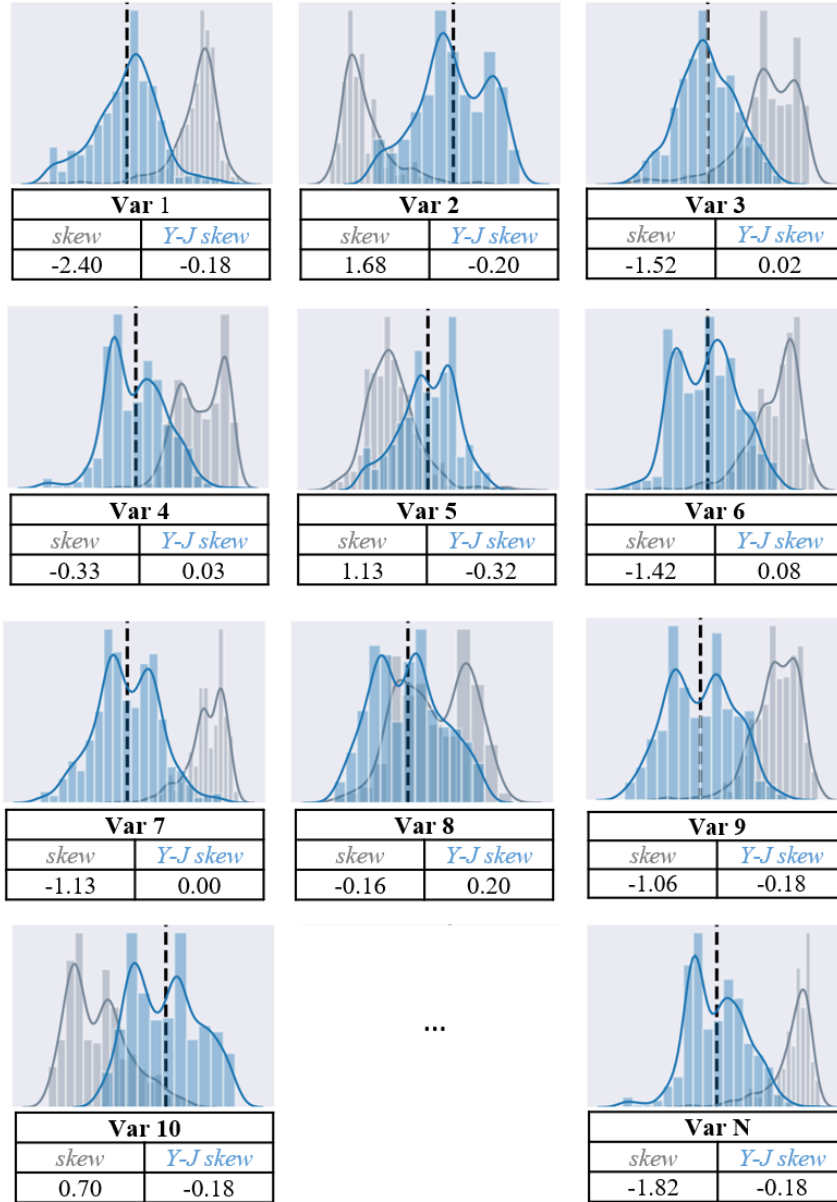 Var 1 Var 2 Var 3
skew Y-J skew skew Y-J skew skew Y-J skew
-2.40 -0.18 1.68 -0.20 -1.52 0.02
Var 4 Var 5 Var 6
skew Y-J skew skew Y-J skew skew Y-J skew
-0.33 0.03 1.13 -0.32 -1.42 0.08
Var 7 Var 8 Var 9
skew Y-J skew skew Y-J skew skew Y-J skew
-1.13 0.00 -0.16 0.20 -1.06 -0.18
...
Var 10 Var N
skew Y-J skew skew Y-J skew
0.70 -0.18 -1.82 -0.18